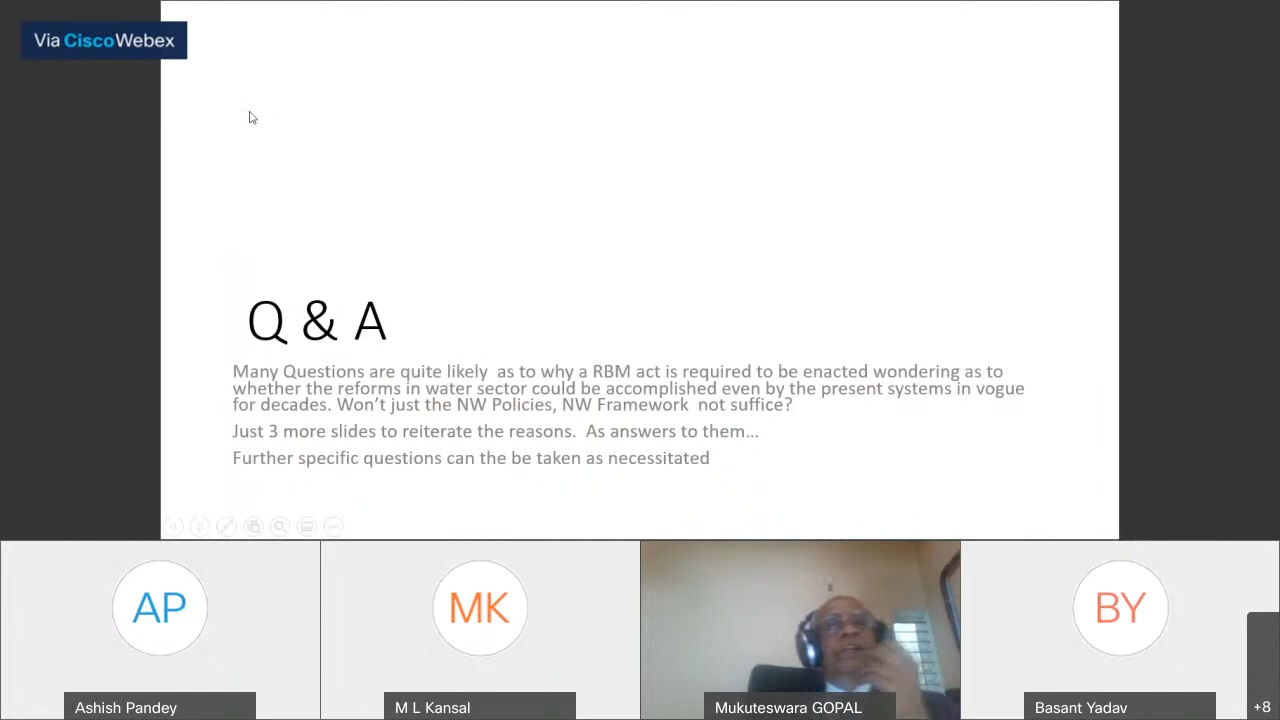 Via CiscoWebex
Q & A
Many Questions are quite likely as to why a RBM act is required to be enacted wondering as to
whether the reforms in water sector could be accomplished even by the present systems in vogue
for decades. Won't just the NW Policies, NW Framework not suffice?
Just 3 more slides to reiterate the reasons. As answers to them…
Further specific questions can the be taken as necessitated
AP
MK
BY
Ashish Pandey
M L Kansal
Mukuteswara GOPAL
Basant Yadav
+8